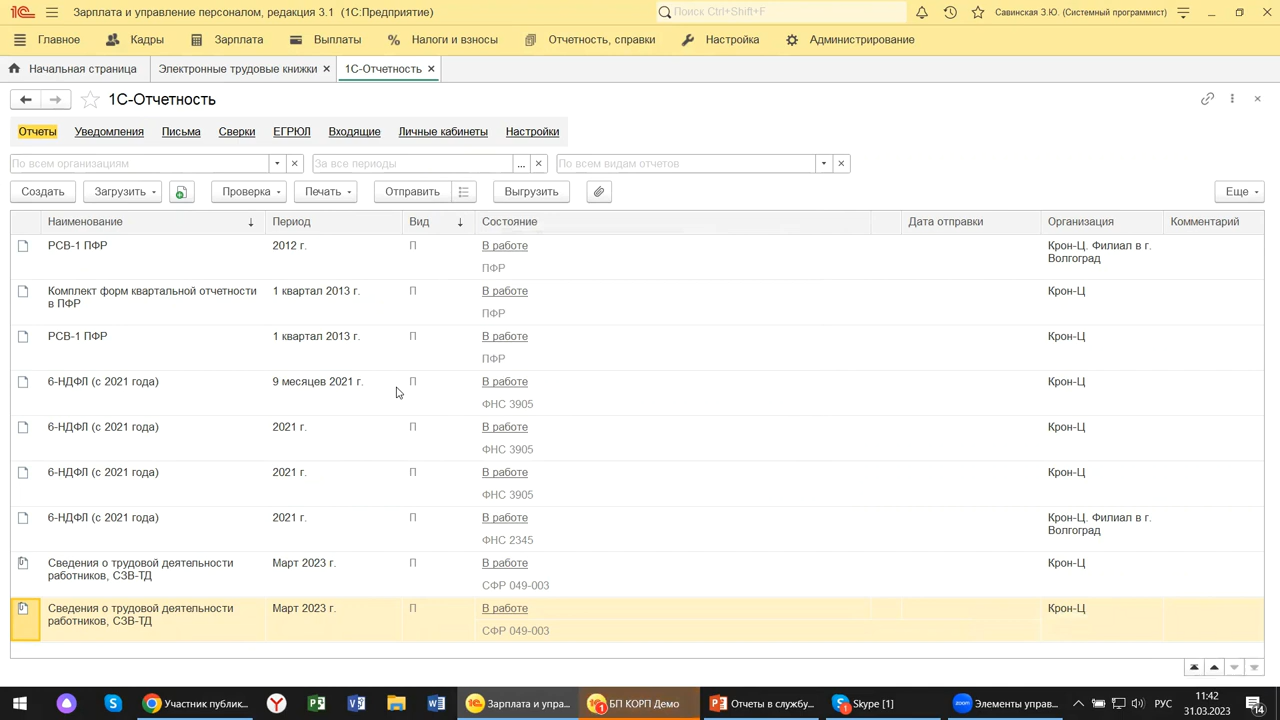 Зарплата и управление персоналом, редакция 3.1 (1С:Предприятие)
Поиск Ctrl+Shift+F
Савинская З.Ю. (Системный программист)
Главное
Кадры
Зарплата
Выплаты
Налоги и взносы
Отчетность, справки
Настройка
Администрирование
Начальная страница
Электронные трудовые книжки
1С-Отчетность
1С-Отчетность
Отчеты Уведомления Письма Сверки ЕГРЮЛ Входящие Личные кабинеты Настройки
По всем организациям
За все периоды
По всем видам отчетов
Создать
Загрузить
Проверка
Печать
Отправить
Выгрузить
Еще
Наименование Период Вид Состояние Дата отправки Организация Комментарий
РСВ-1 ПФР 2012 г. П В работе Крон-Ц. Филиал в г.
Волгоград
ПФР
Комплект форм квартальной отчетности 1 квартал 2013 г. П В работе Крон-Ц
в ПФР
ПФР
РСВ-1 ПФР 1 квартал 2013 г. П В работе Крон-Ц
ПФР
6-НДФЛ (с 2021 года) 9 месяцев 2021 г. П В работе Крон-Ц
ФНС 3905
6-НДФЛ (с 2021 года) 2021 г. П В работе Крон-Ц
ФНС 3905
6-НДФЛ (с 2021 года) 2021 г. П В работе Крон-Ц
ФНС 3905
6-НДФЛ (с 2021 года) 2021 г. П В работе Крон-Ц. Филиал в г.
Волгоград
ФНС 2345
Сведения о трудовой деятельности Март 2023 г. П В работе Крон-Ц
работников, СЗВ-ТД
СФР 049-003
Сведения о трудовой деятельности Март 2023 г. П В работе Крон-Ц
работников, СЗВ-ТД
СФР 049-003
Участник публик...
Зарплата и упра...
БП КОРП Демо
Отчеты в службу...
Skype [1]
Элементы управ...
РУС
11:42
31.03.2023
14